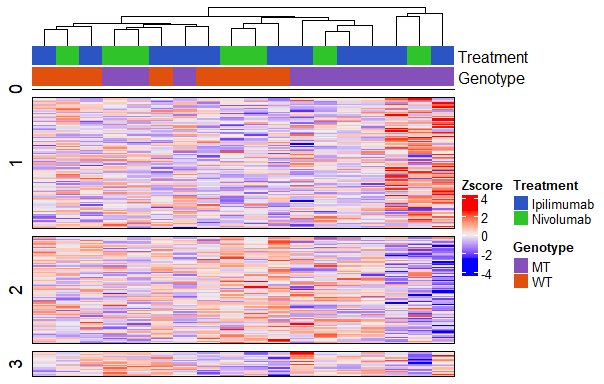 Treatment
Genotype
0
1
2
3
Zscore
4
2
0
-2
-4
Treatment
Ipilimumab
Nivolumab
Genotype
MT
WT